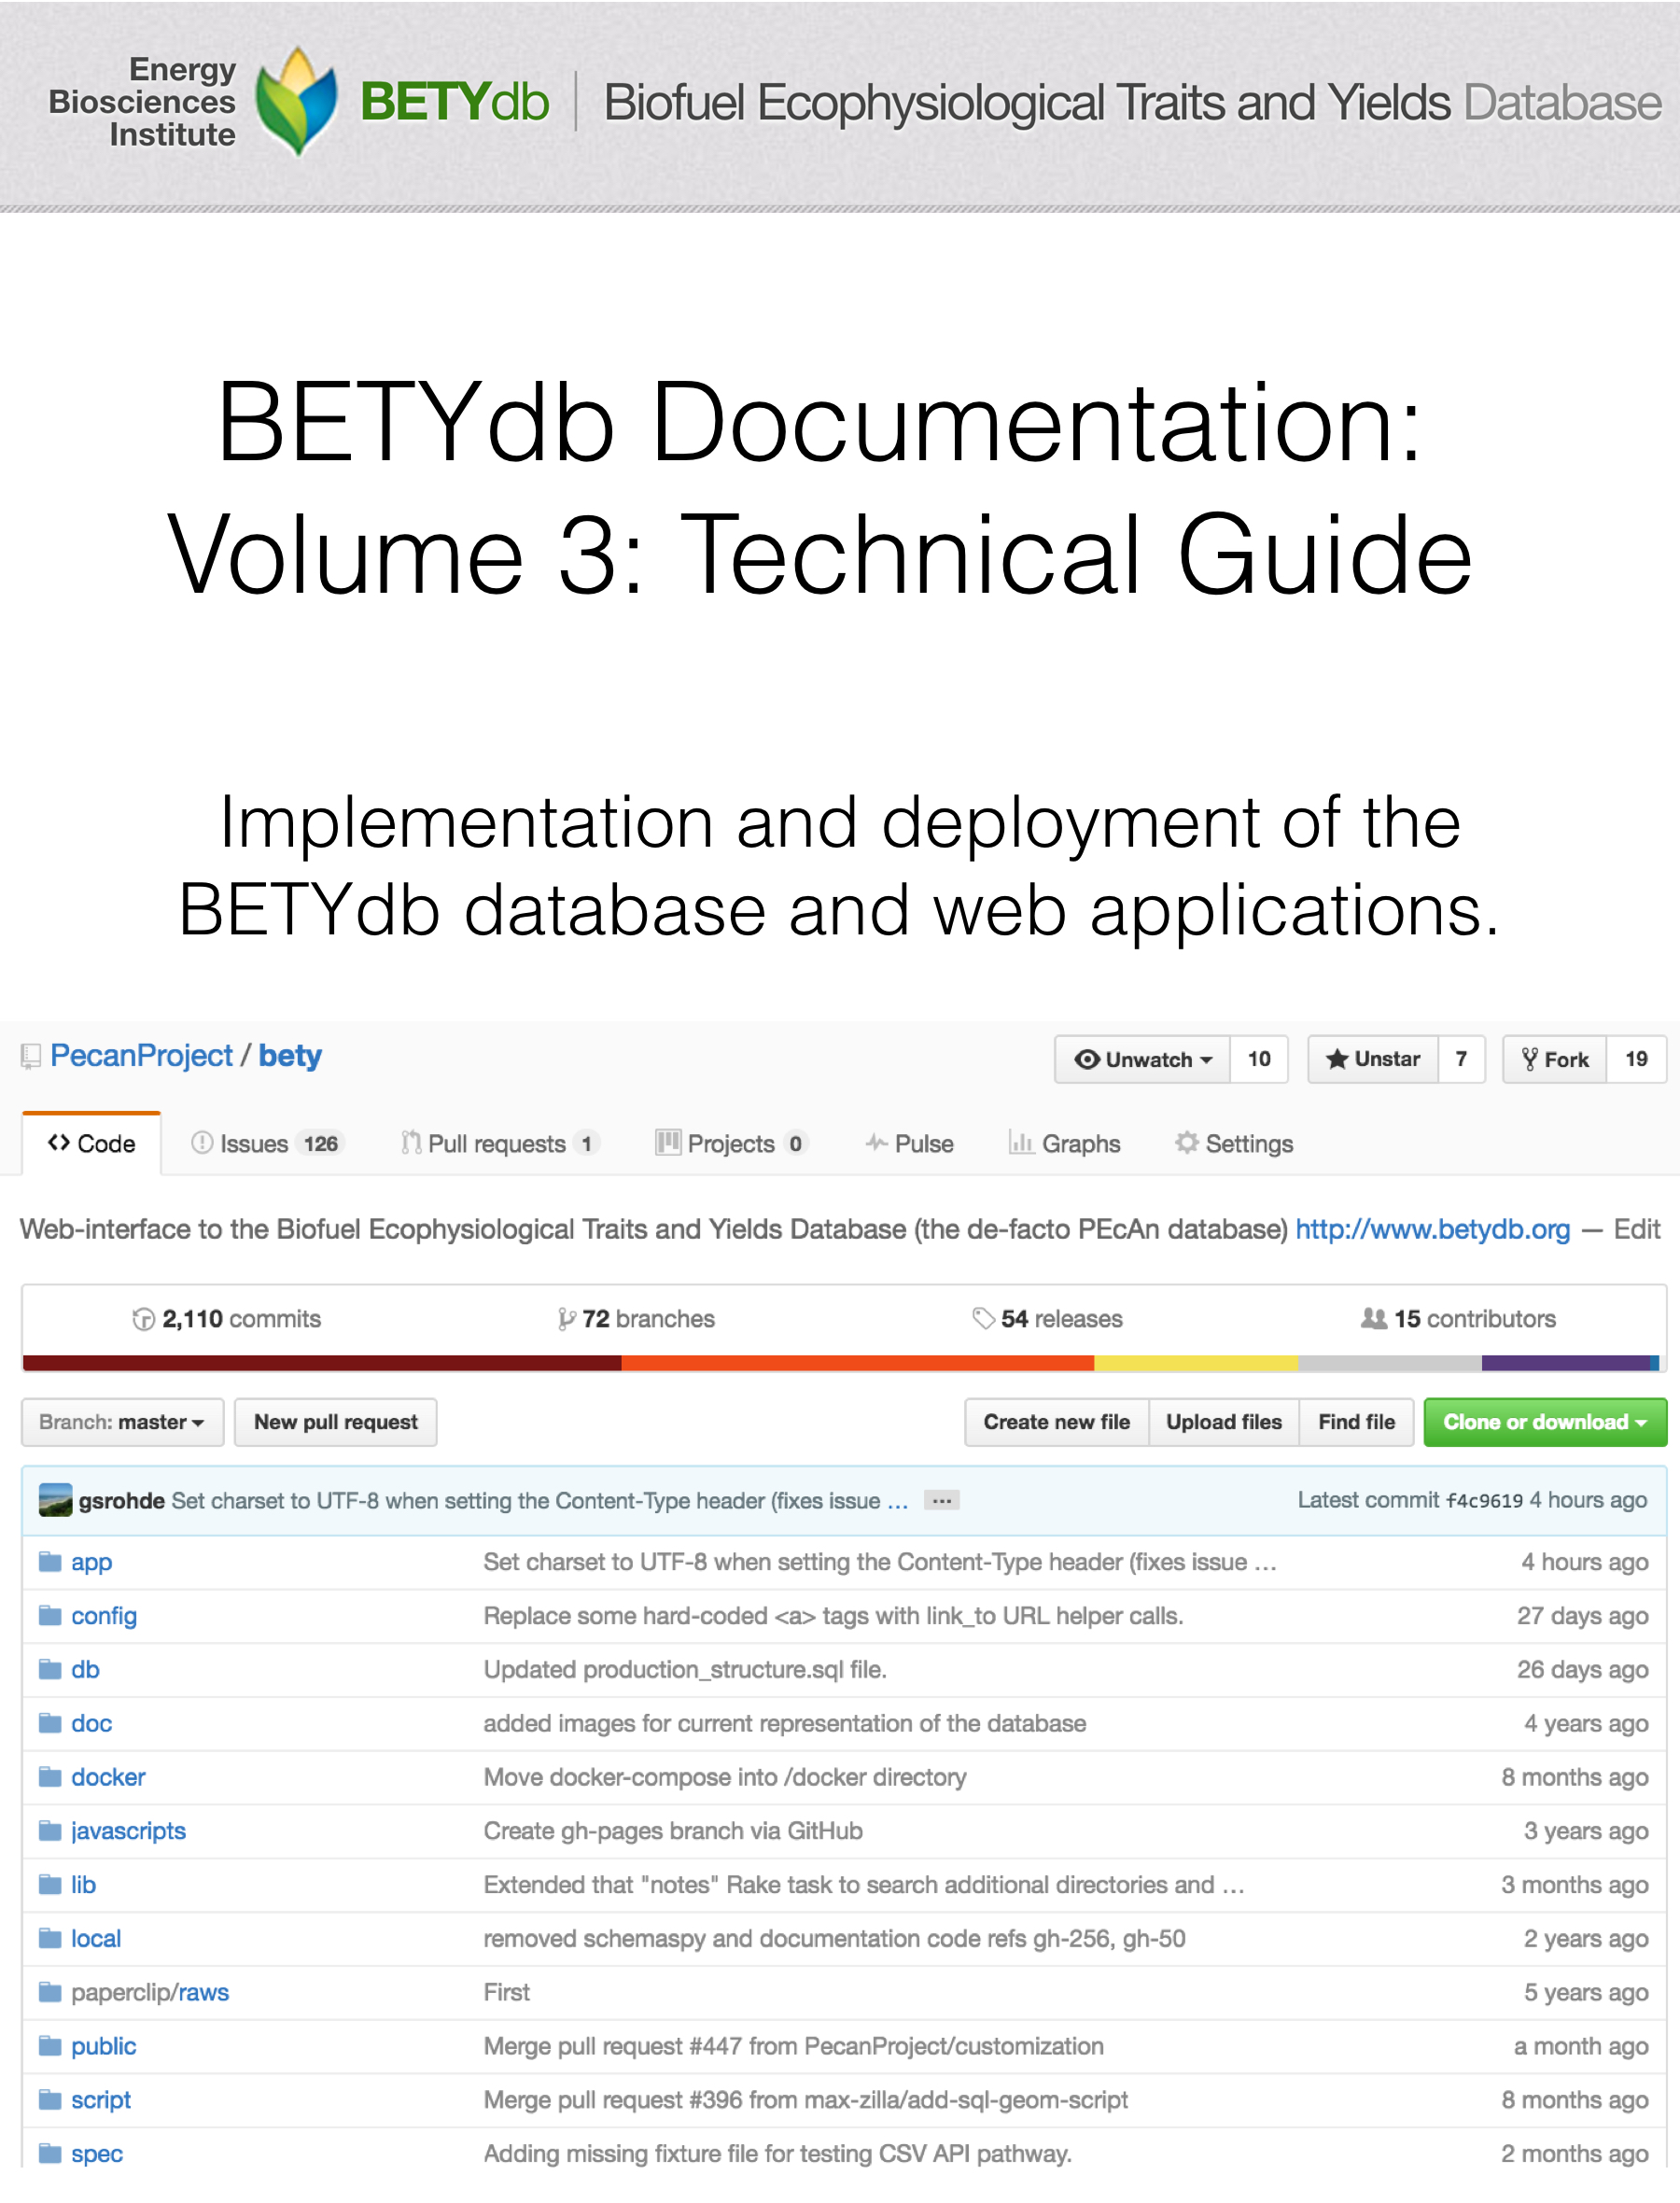 Energy
Biosciences
Institute
BETYdb | Biofuel Ecophysiological Traits and Yields Database
BETYdb Documentation:
Volume 3: Technical Guide
Implementation and deployment of the
BETYdb database and web applications.
PecanProject / bety Unwatch 10 Unstar 7 Fork 19
Code Issues 126 Pull requests 1 Projects 0 Pulse Graphs Settings
Web-interface to the Biofuel Ecophysiological Traits and Yields Database (the de-facto PEcAn database) http://www.betydb.org — Edit
2,110 commits 72 branches 54 releases 15 contributors
Branch: master New pull request Create new file Upload files Find file Clone or download
gsrohde Set charset to UTF-8 when setting the Content-Type header (fixes issue … ... Latest commit f4c9619 4 hours ago
app Set charset to UTF-8 when setting the Content-Type header (fixes issue … 4 hours ago
config Replace some hard-coded <a> tags with link_to URL helper calls. 27 days ago
db Updated production_structure.sql file. 26 days ago
doc added images for current representation of the database 4 years ago
docker Move docker-compose into /docker directory 8 months ago
javascripts Create gh-pages branch via GitHub 3 years ago
lib Extended that "notes" Rake task to search additional directories and … 3 months ago
local removed schemaspy and documentation code refs gh-256, gh-50 2 years ago
paperclip/raws First 5 years ago
public Merge pull request #447 from PecanProject/customization a month ago
script Merge pull request #396 from max-zilla/add-sql-geom-script 8 months ago
spec Adding missing fixture file for testing CSV API pathway. 2 months ago